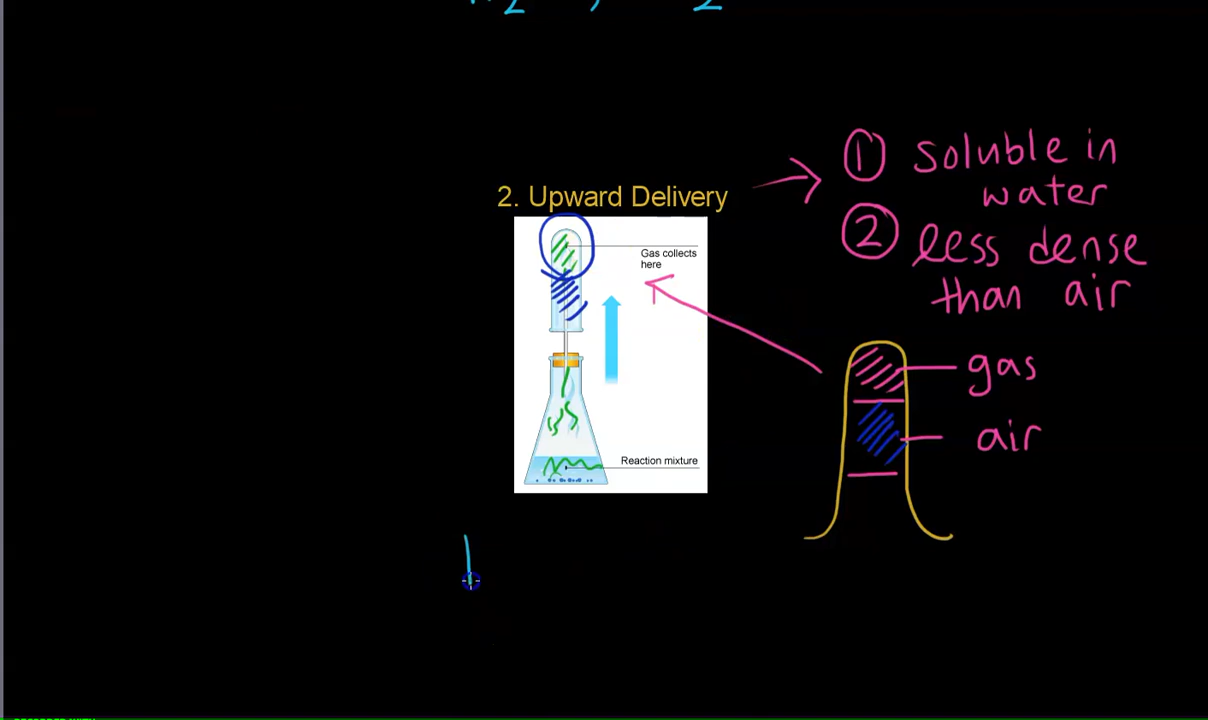 2. Upward Delivery
① soluble in
water
② less dense
than air
Gas collects
here
gas
air
Reaction mixture